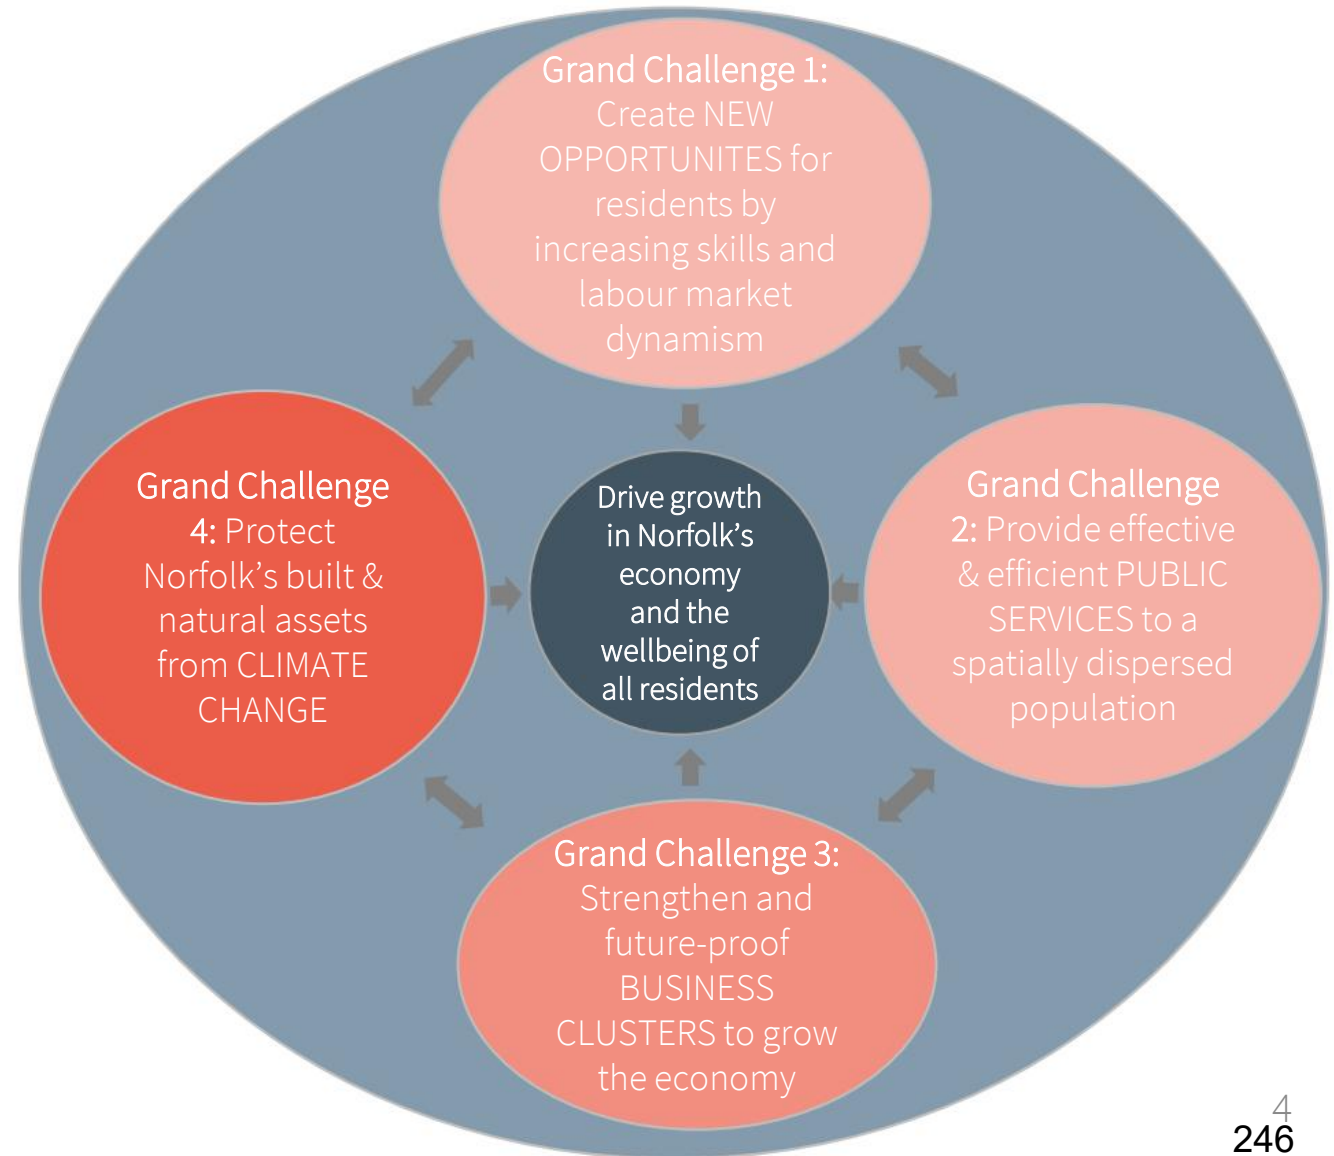 Grand Challenge 1:
Create NEW
OPPORTUNITES for
residents by
increasing skills and
labour market
dynamism
Grand Challenge
4: Protect
Norfolk’s built &
natural assets
from CLIMATE
CHANGE
Drive growth
in Norfolk’s
economy
and the
wellbeing of
all residents
Grand Challenge
2: Provide effective
& efficient PUBLIC
SERVICES to a
spatially dispersed
population
Grand Challenge 3:
Strengthen and
future-proof
BUSINESS
CLUSTERS to grow
the economy
4
246